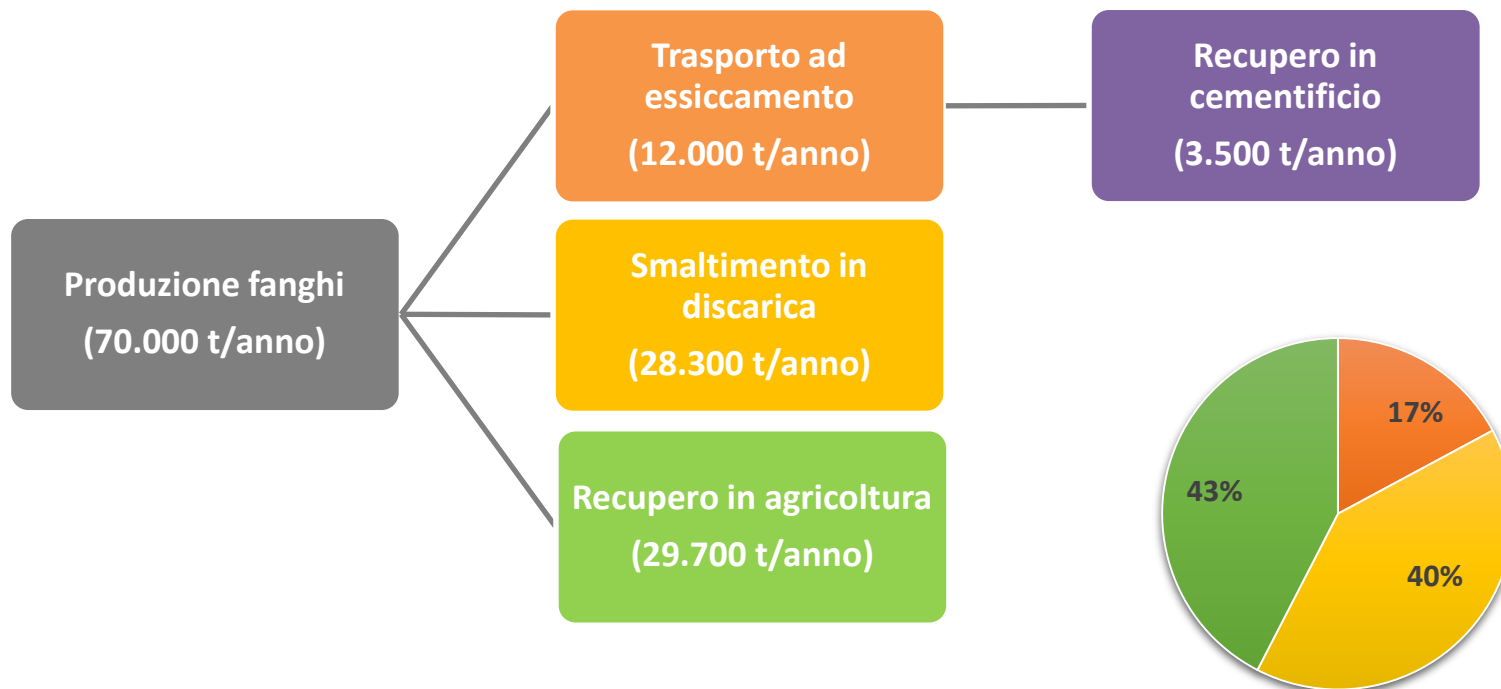 Trasporto ad
essiccamento
(12.000 t/anno)
Recupero in
cementificio
(3.500 t/anno)
Produzione fanghi
(70.000 t/anno)
Smaltimento in
discarica
(28.300 t/anno)
Recupero in agricoltura
(29.700 t/anno)
17%
43%
40%